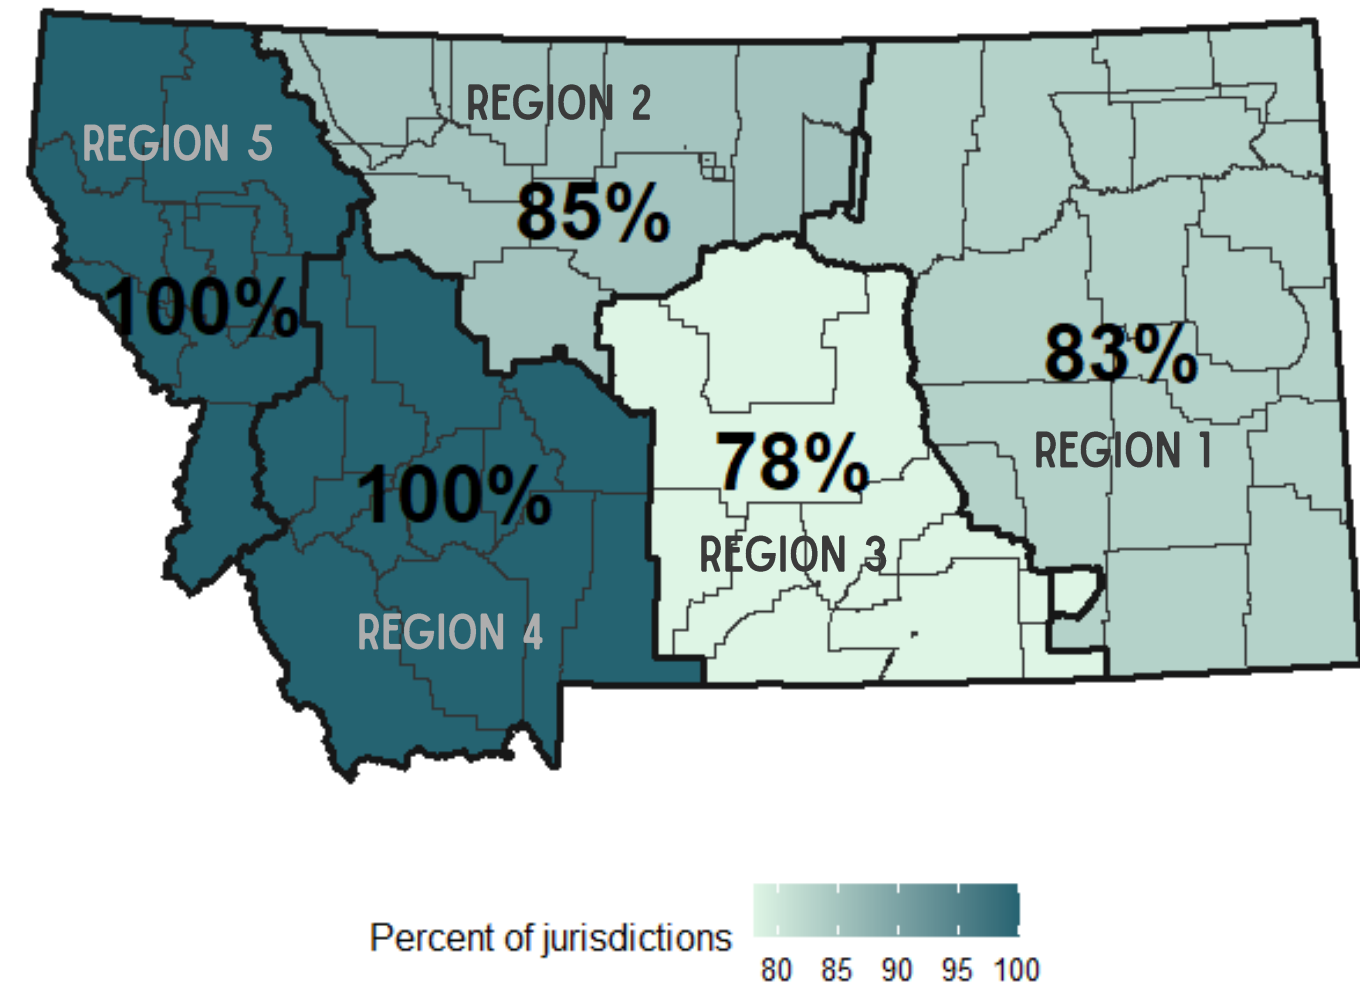 REGION 2
REGION 5
85%
100%
83%
78%
REGION 1
100%
REGION 3
REGION 4
Percent of jurisdictions
80 85 90 95 100